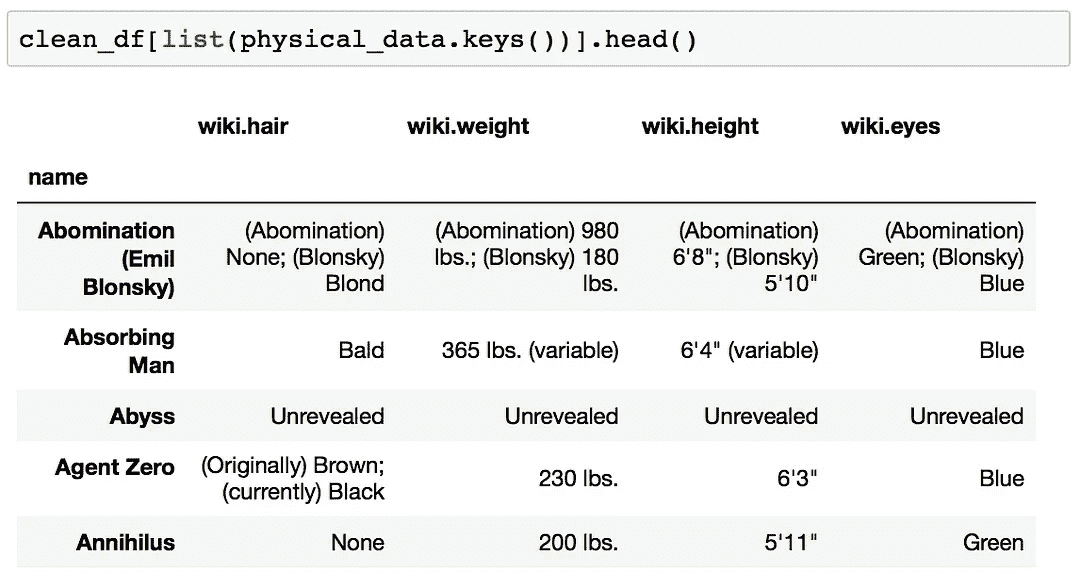 clean_df[list(physical_data.keys())].head()
wiki.hair wiki.weight wiki.height wiki.eyes
name
Abomination (Abomination) (Abomination) 980 (Abomination) (Abomination)
(Emil None; (Blonsky) lbs.; (Blonsky) 180 6'8"; (Blonsky) Green; (Blonsky)
Blonsky) Blond lbs. 5'10" Blue
Absorbing
Man Bald 365 lbs. (variable) 6'4" (variable) Blue
Abyss Unrevealed Unrevealed Unrevealed Unrevealed
Agent Zero (Originally) Brown;
(currently) Black 230 lbs. 6'3" Blue
Annihilus None 200 lbs. 5'11" Green